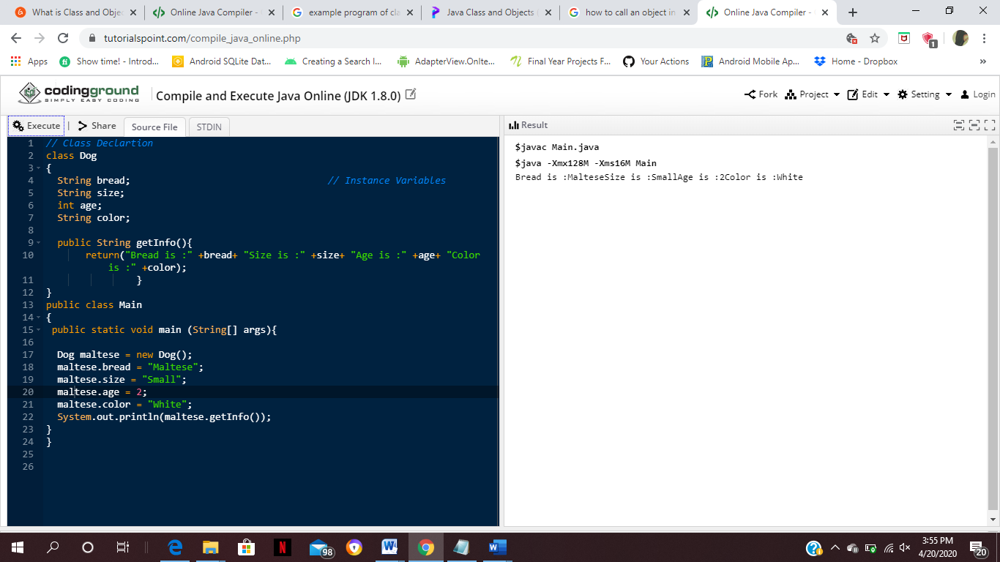 What is Class and Objec
Online Java Compiler -
example program of cla
Java Class and Objects (
how to call an object in
Online Java Compiler -
tutorialspoint.com/compile_java_online.php
1
Apps
Show time! - Introd...
Android SQLite Dat...
Creating a Search I...
AdapterView.OnIte...
Final Year Projects F...
Your Actions
Android Mobile Ap...
Home - Dropbox
»
codingground
SIMPLY EASY CODING
Compile and Execute Java Online (JDK 1.8.0)
Fork
Project
Edit
Setting
Login
Execute
| Share
Source File
STDIN
Result
1 // Class Declartion
2 class Dog
3 {
4 String bread; // Instance Variables
5 String size;
6 int age;
7 String color;
8
9 public String getInfo(){
10 return("Bread is :" +bread+ "Size is :" +size+ "Age is :" +age+ "Color
is :" +color);
11 }
12 }
13 public class Main
14 {
15 public static void main (String[] args){
16
17 Dog maltese = new Dog();
18 maltese.bread = "Maltese";
19 maltese.size = "Small";
20 maltese.age = 2;
21 maltese.color = "White";
22 System.out.println(maltese.getInfo());
23 }
24 }
25
26
$javac Main.java
$java -Xmx128M -Xms16M Main
Bread is :MalteseSize is :SmallAge is :2Color is :White
98
3:55 PM
4/20/2020
20